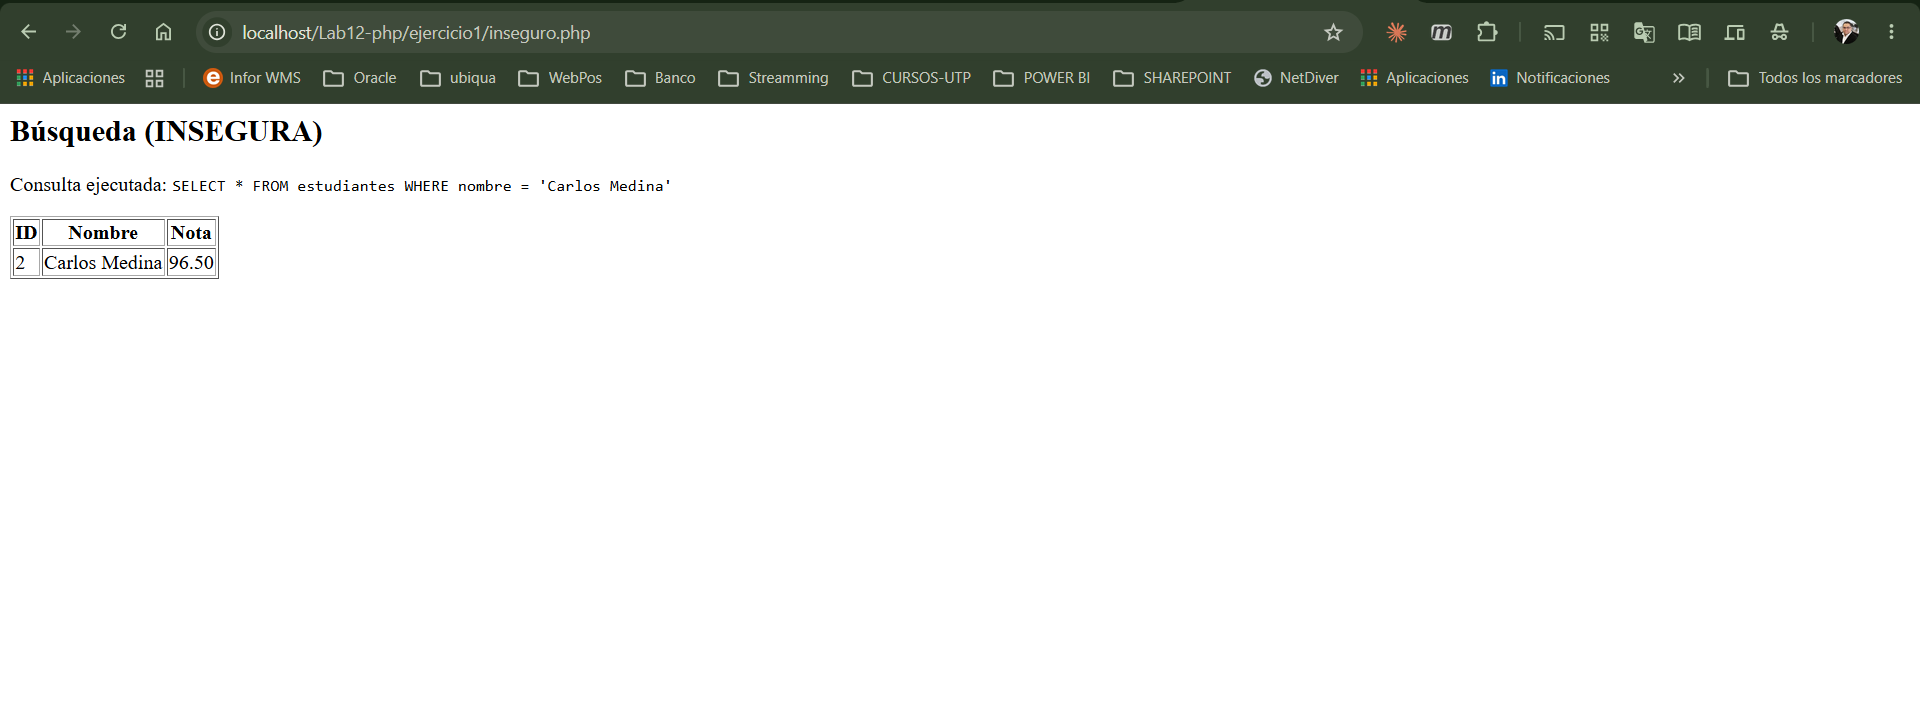 localhost/Lab12-php/ejercicio1/inseguro.php
Aplicaciones Infor WMS Oracle ubiqua WebPos Banco Streamming CURSOS-UTP POWER BI SHAREPOINT NetDiver Aplicaciones Notificaciones » Todos los marcadores
Búsqueda (INSEGURA)
Consulta ejecutada: SELECT * FROM estudiantes WHERE nombre = 'Carlos Medina'
ID Nombre Nota
2 Carlos Medina 96.50